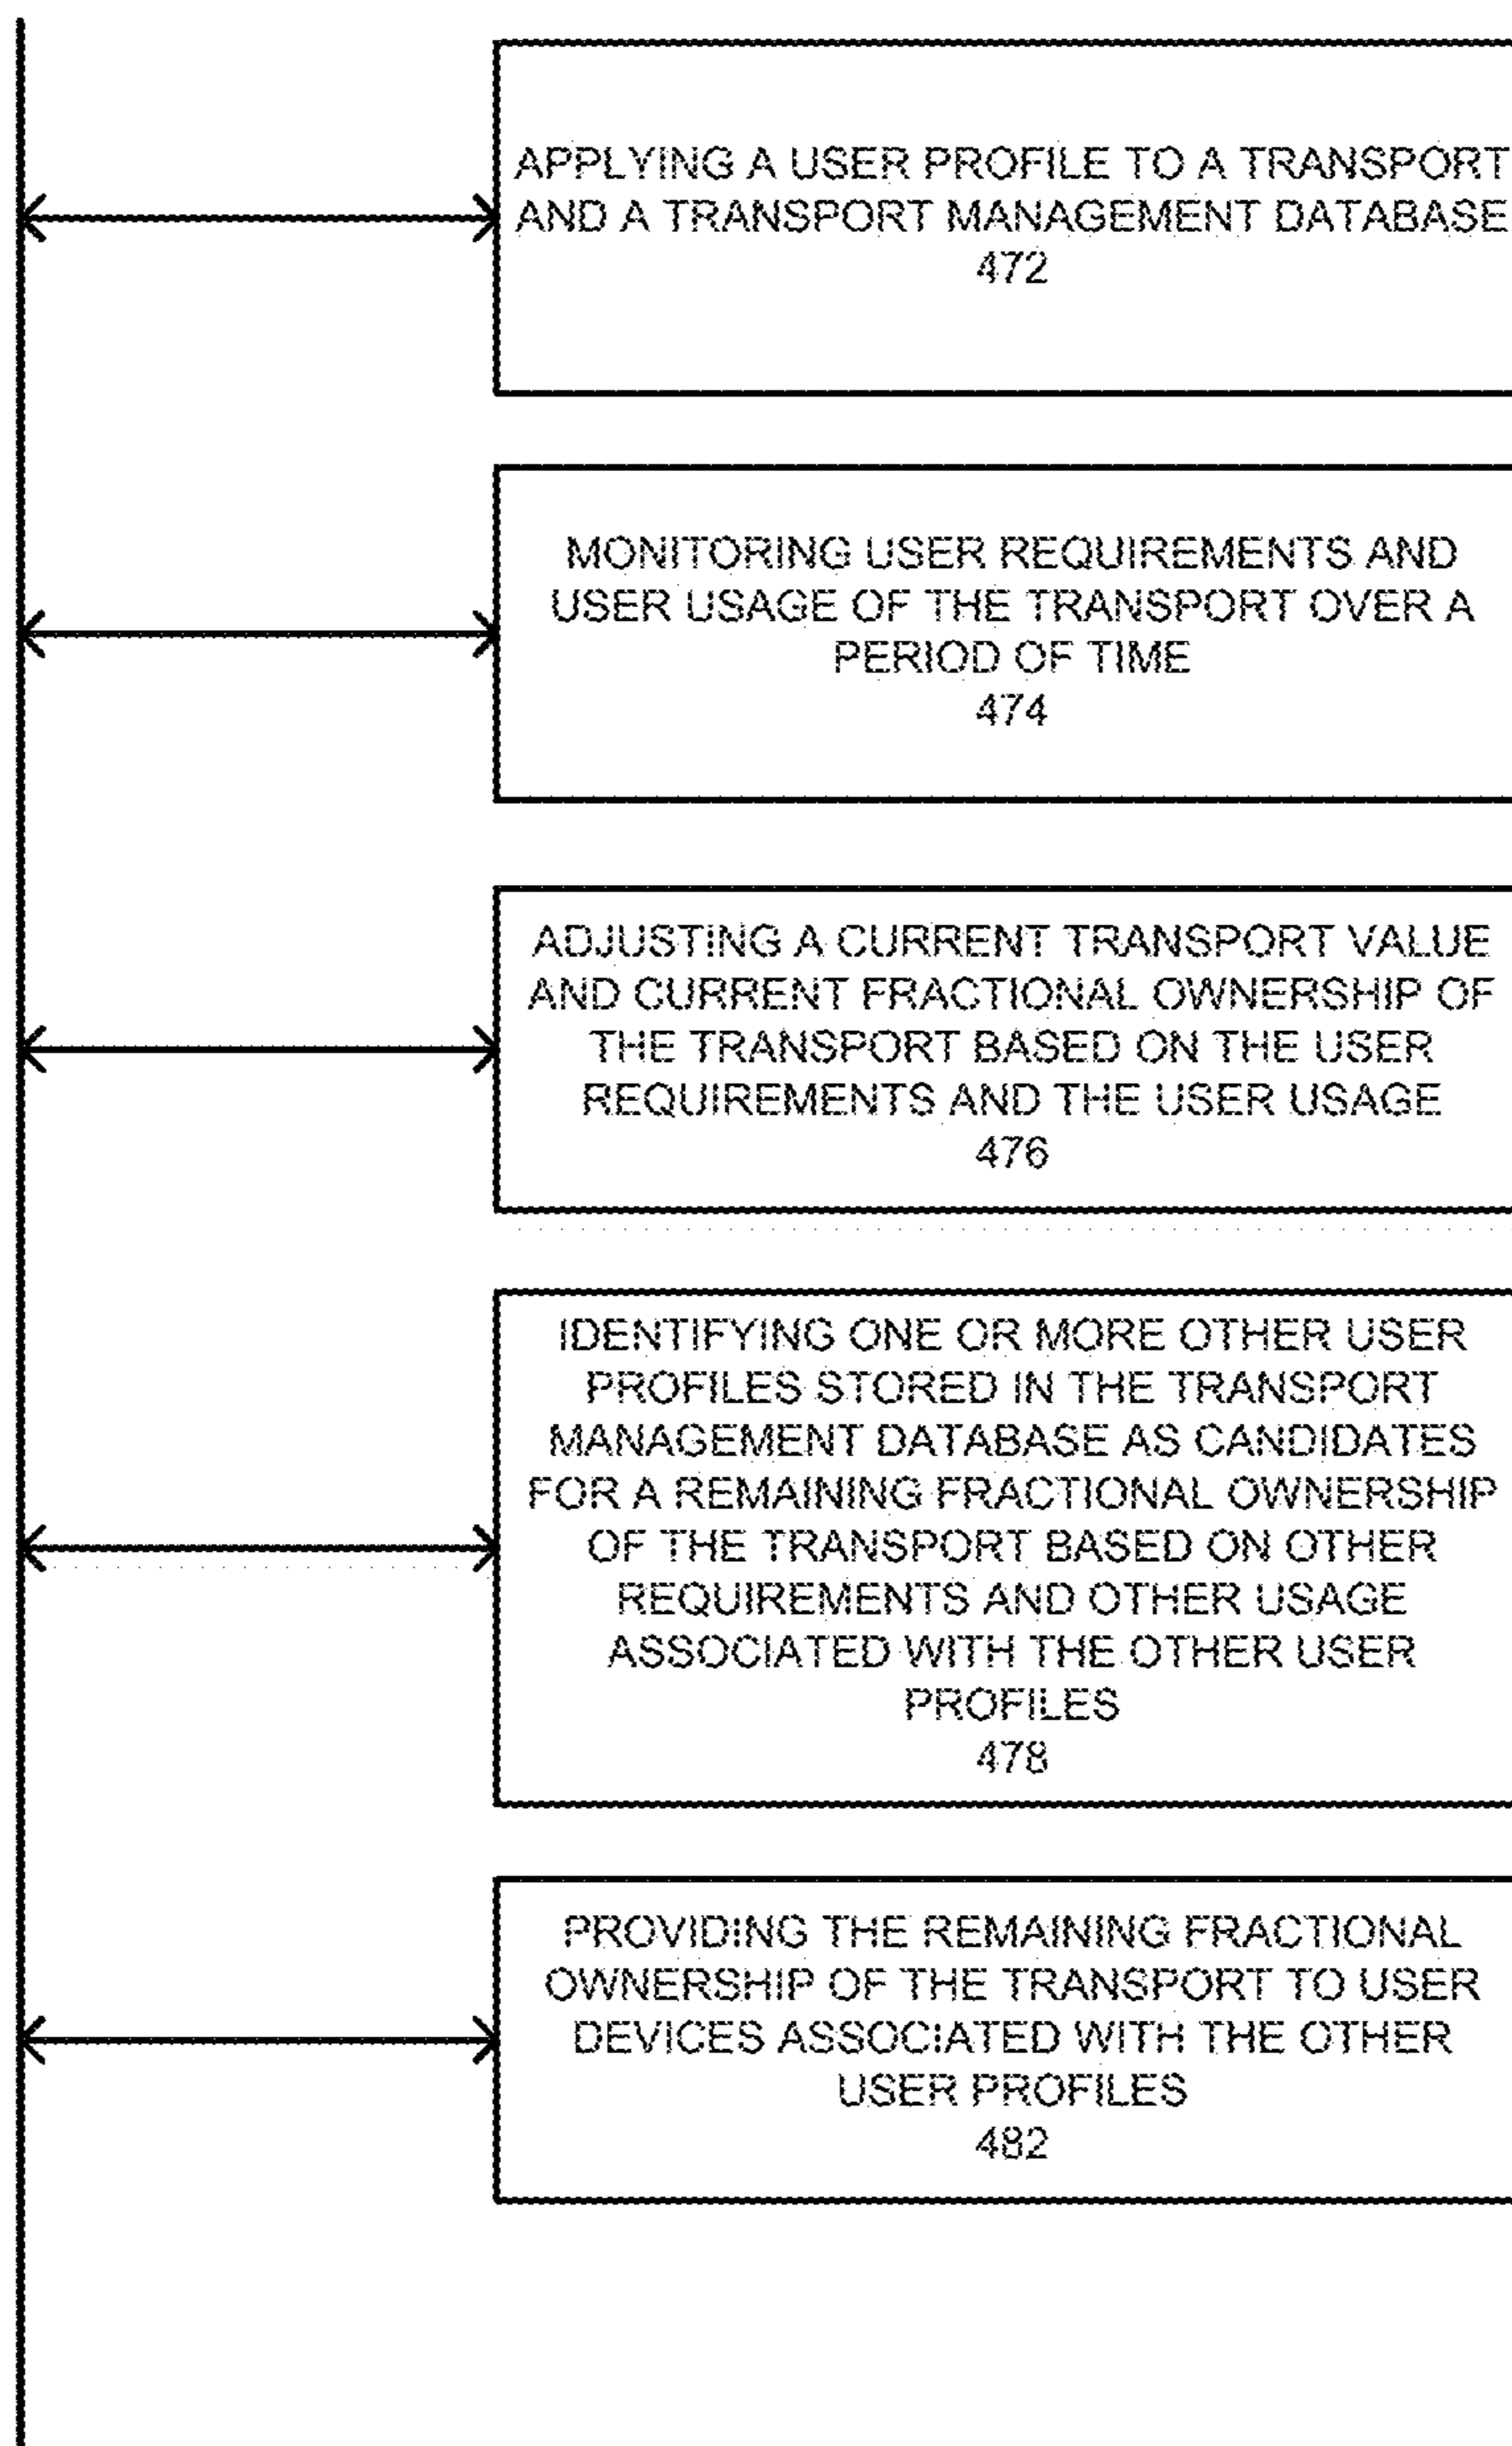 APPLYING A USER PROFILE TO A TRANSPORT
AND A TRANSPORT MANAGEMENT DATABASE
472
MONITORING USER REQUIREMENTS AND
USER USAGE OF THE TRANSPORT OVER A
PERIOD OF TIME
474
ADJUSTING A CURRENT TRANSPORT VALUE
AND CURRENT FRACTIONAL OWNERSHIP OF
THE TRANSPORT BASED ON THE USER
REQUIREMENTS AND THE USER USAGE
476
IDENTIFYING ONE OR MORE OTHER USER
PROFILES STORED IN THE TRANSPORT
MANAGEMENT DATABASE AS CANDIDATES
FOR A REMAINING FRACTIONAL OWNERSHIP
OF THE TRANSPORT BASED ON OTHER
REQUIREMENTS AND OTHER USAGE
ASSOCIATED WITH THE OTHER USER
PROFILES
478
PROVIDING THE REMAINING FRACTIONAL
OWNERSHIP OF THE TRANSPORT TO USER
DEVICES ASSOCIATED WITH THE OTHER
USER PROFILES
482